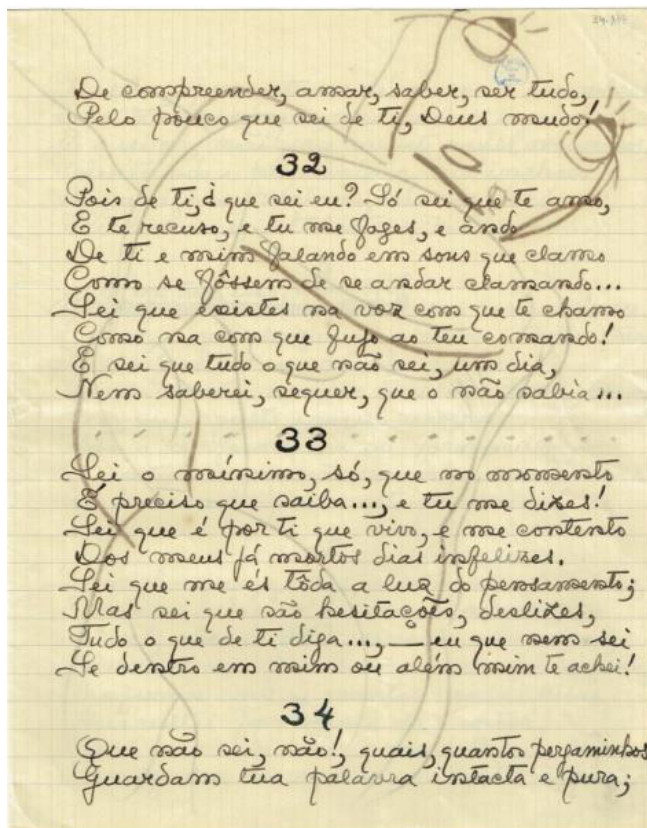 De compreender, amar, saber, ser tudo,
Pelo pouco que sei de ti, Deus mudo!
32
Pois de ti, que sei eu? Só sei que te amo,
E te recuso, e tu me foges, e ando
De ti e mim falando em sons que clamo
Como se fôssem de se andar clamando...
Sei que existes na voz com que te chamo
Como na com que fujo ao teu comando!
E sei que tudo o que não sei, um dia,
Nem saberei, sequer, que o não sabia...
33
Sei o mínimo, só, que no momento
É preciso que saiba..., e tu me dizes!
Sei que é por ti que vivo, e me contento
Dos meus já mortos dias infelizes.
Sei que me és tôda a luz do pensamento;
Mas sei que são hesitações, deslizes,
Tudo o que de ti diga..., — eu que nem sei
Se dentro em mim ou além mim te achei!
34
Que não sei, não!, quais, quantos pergaminhos
Guardam tua palavra intacta e pura;